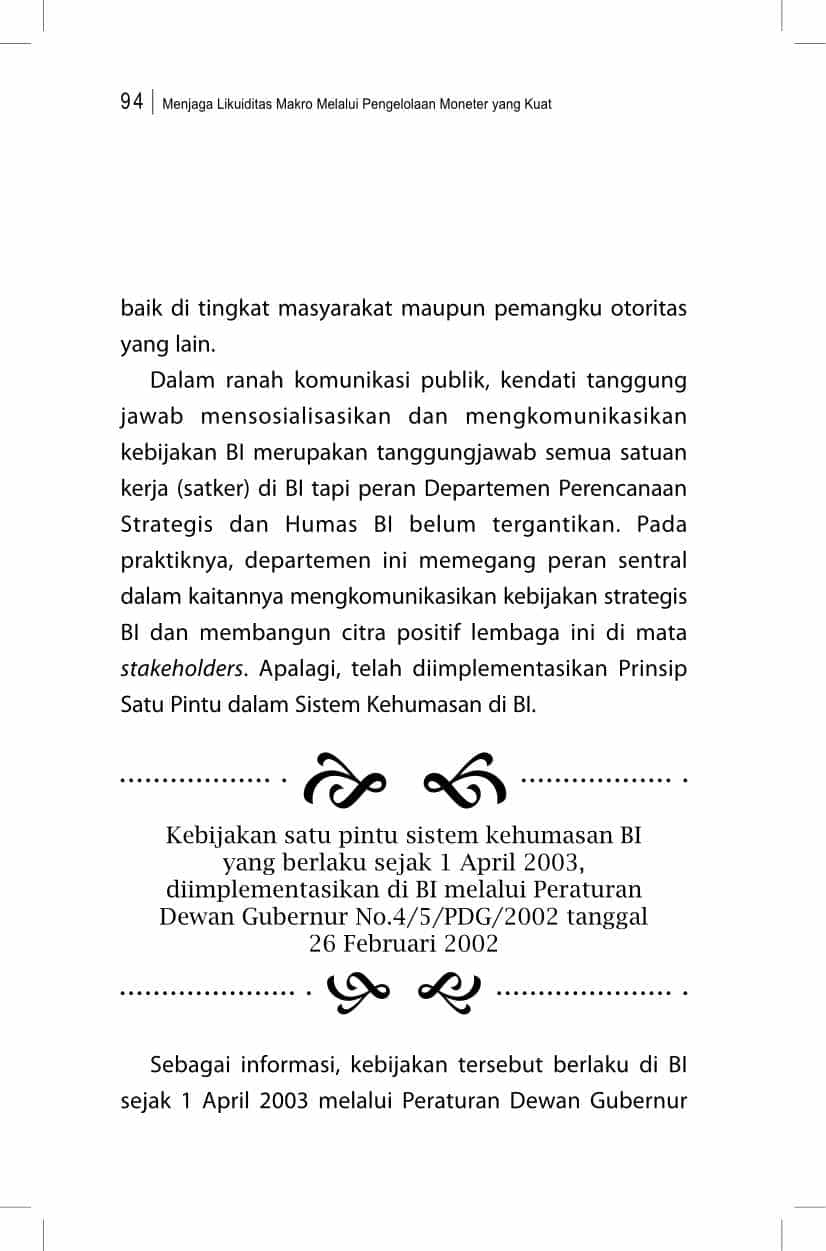 94 | Menjaga Likuiditas Makro Melalui Pengelolaan Moneter yang Kuat
baik di tingkat masyarakat maupun pemangku otoritas
yang lain.
Dalam ranah komunikasi publik, kendati tanggung
jawab mensosialisasikan dan mengkomunikasikan
kebijakan BI merupakan tanggungjawab semua satuan
kerja (satker) di BI tapi peran Departemen Perencanaan
Strategis dan Humas BI belum tergantikan. Pada
praktiknya, departemen ini memegang peran sentral
dalam kaitannya mengkomunikasikan kebijakan strategis
BI dan membangun citra positif lembaga ini di mata
stakeholders. Apalagi, telah diimplementasikan Prinsip
Satu Pintu dalam Sistem Kehumasan di BI.
Kebijakan satu pintu sistem kehumasan BI
yang berlaku sejak 1 April 2003,
diimplementasikan di BI melalui Peraturan
Dewan Gubernur No.4/5/PDG/2002 tanggal
26 Februari 2002
Sebagai informasi, kebijakan tersebut berlaku di BI
sejak 1 April 2003 melalui Peraturan Dewan Gubernur